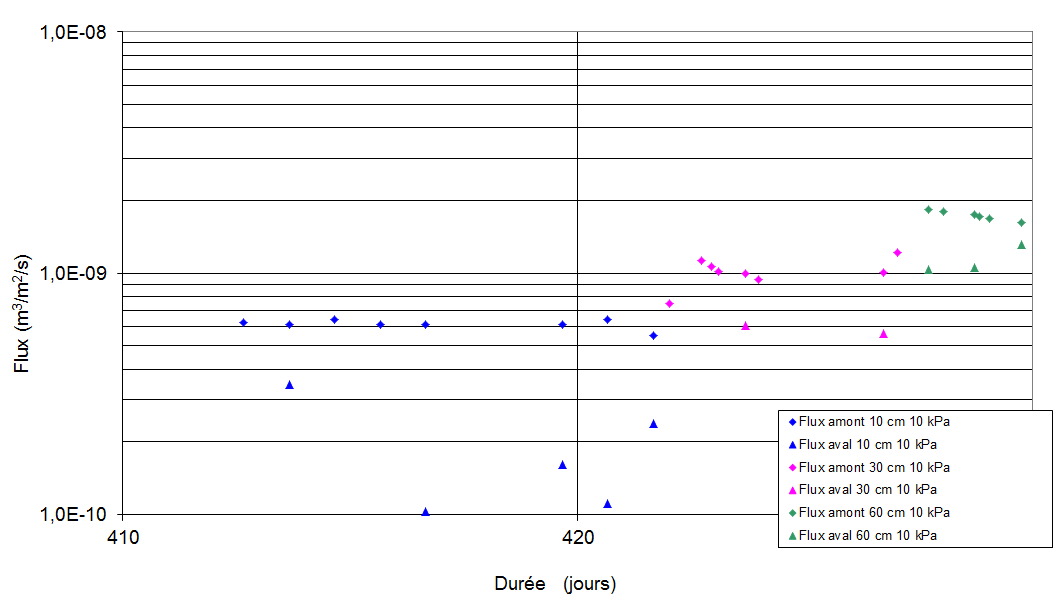 1,0E-08
1,0E-09
1,0E-10
Flux (m³/m²/s)
410
420
Durée (jours)
Flux amont 10 cm 10 kPa
Flux aval 10 cm 10 kPa
Flux amont 30 cm 10 kPa
Flux aval 30 cm 10 kPa
Flux amont 60 cm 10 kPa
Flux aval 60 cm 10 kPa